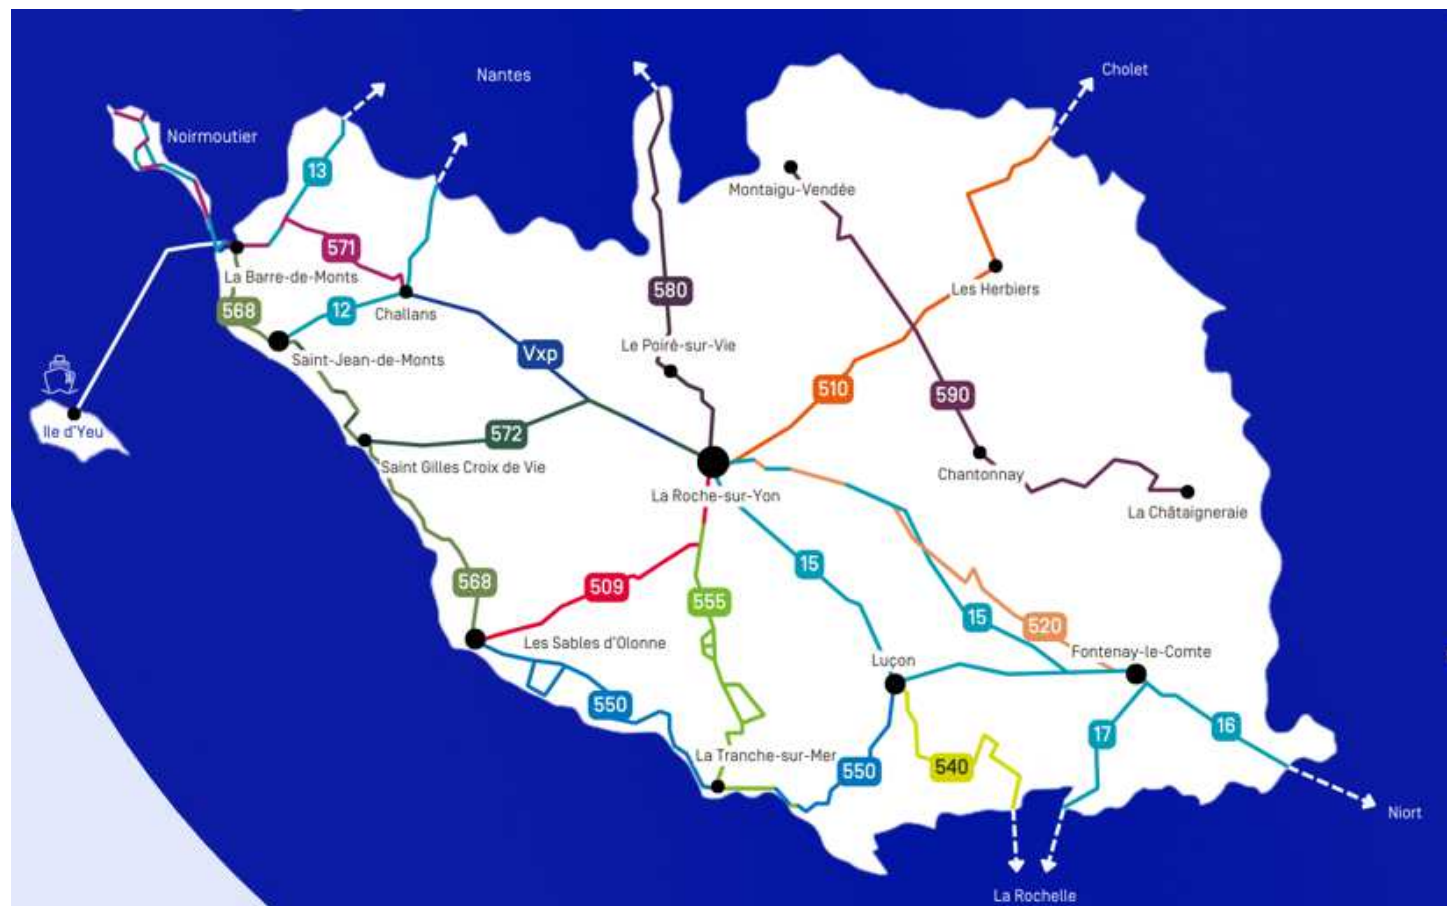 Cholet
Nantes
Noirmoutier
13
Montaigu-Vendée
571
La Barre-de-Monts
580
Les Herbiers
568
12
Challans
Le Poiré-sur-Vie
Vxp
Saint-Jean-de-Monts
510
590
Ile d'Yeu
572
Saint Gilles Croix de Vie
Chantonnay
La Roche-sur-Yon
La Châtaigneraie
15
568
509
555
15
520
Les Sables d'Olonne
Fontenay-le-Comte
Luçon
550
16
17
La Tranche-sur-Mer
550
540
Niort
La Rochelle